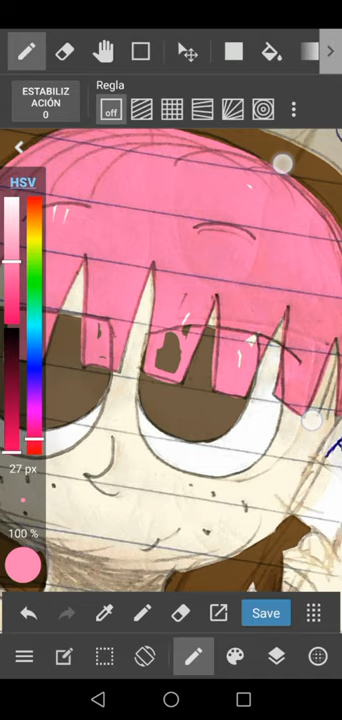 Regla
ESTABILIZ
ACIÓN
0
off
HSV
27 px
100 %
Save